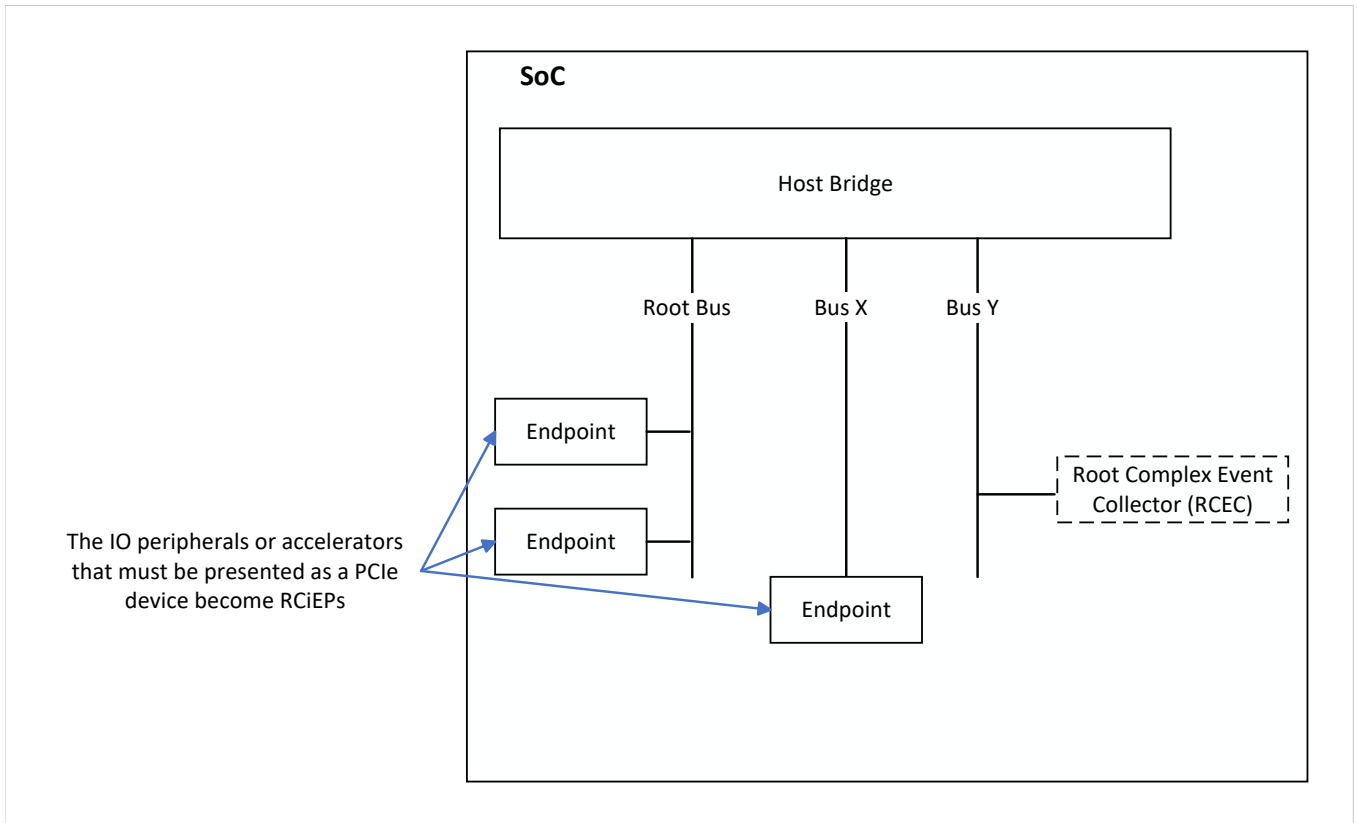 SoC
Host Bridge
Root Bus
Bus X
Bus Y
Endpoint
Endpoint
Endpoint
Root Complex Event
Collector (RCEC)
The IO peripherals or accelerators
that must be presented as a PCIe
device become RCiEPs